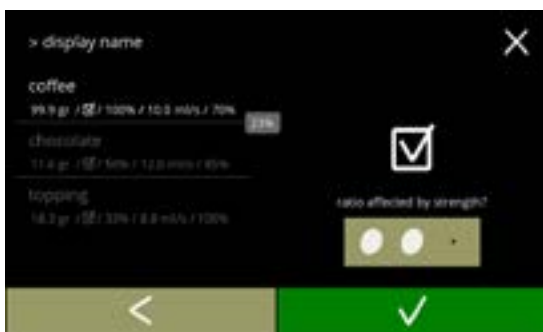 > display name
coffee
99.9 gr / ☑ / 100% / 10.0 ml/s / 70%
23%
chocolate
11.4 gr / ☑ / / 12.0 ml/s / 85%
topping
18.3 gr / ☑ / 33% / 8.8 ml/s / 100%
ratio affected by strength?